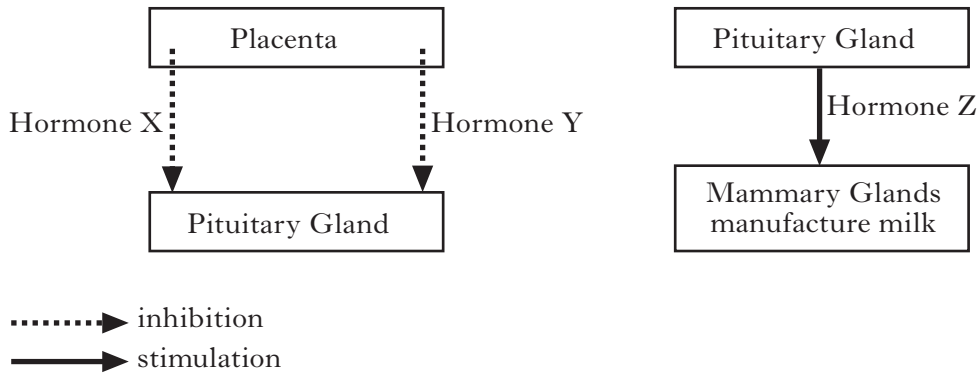 Placenta
Pituitary Gland
Hormone X
Hormone Y
Hormone Z
Pituitary Gland
Mammary Glands
manufacture milk
inhibition
stimulation